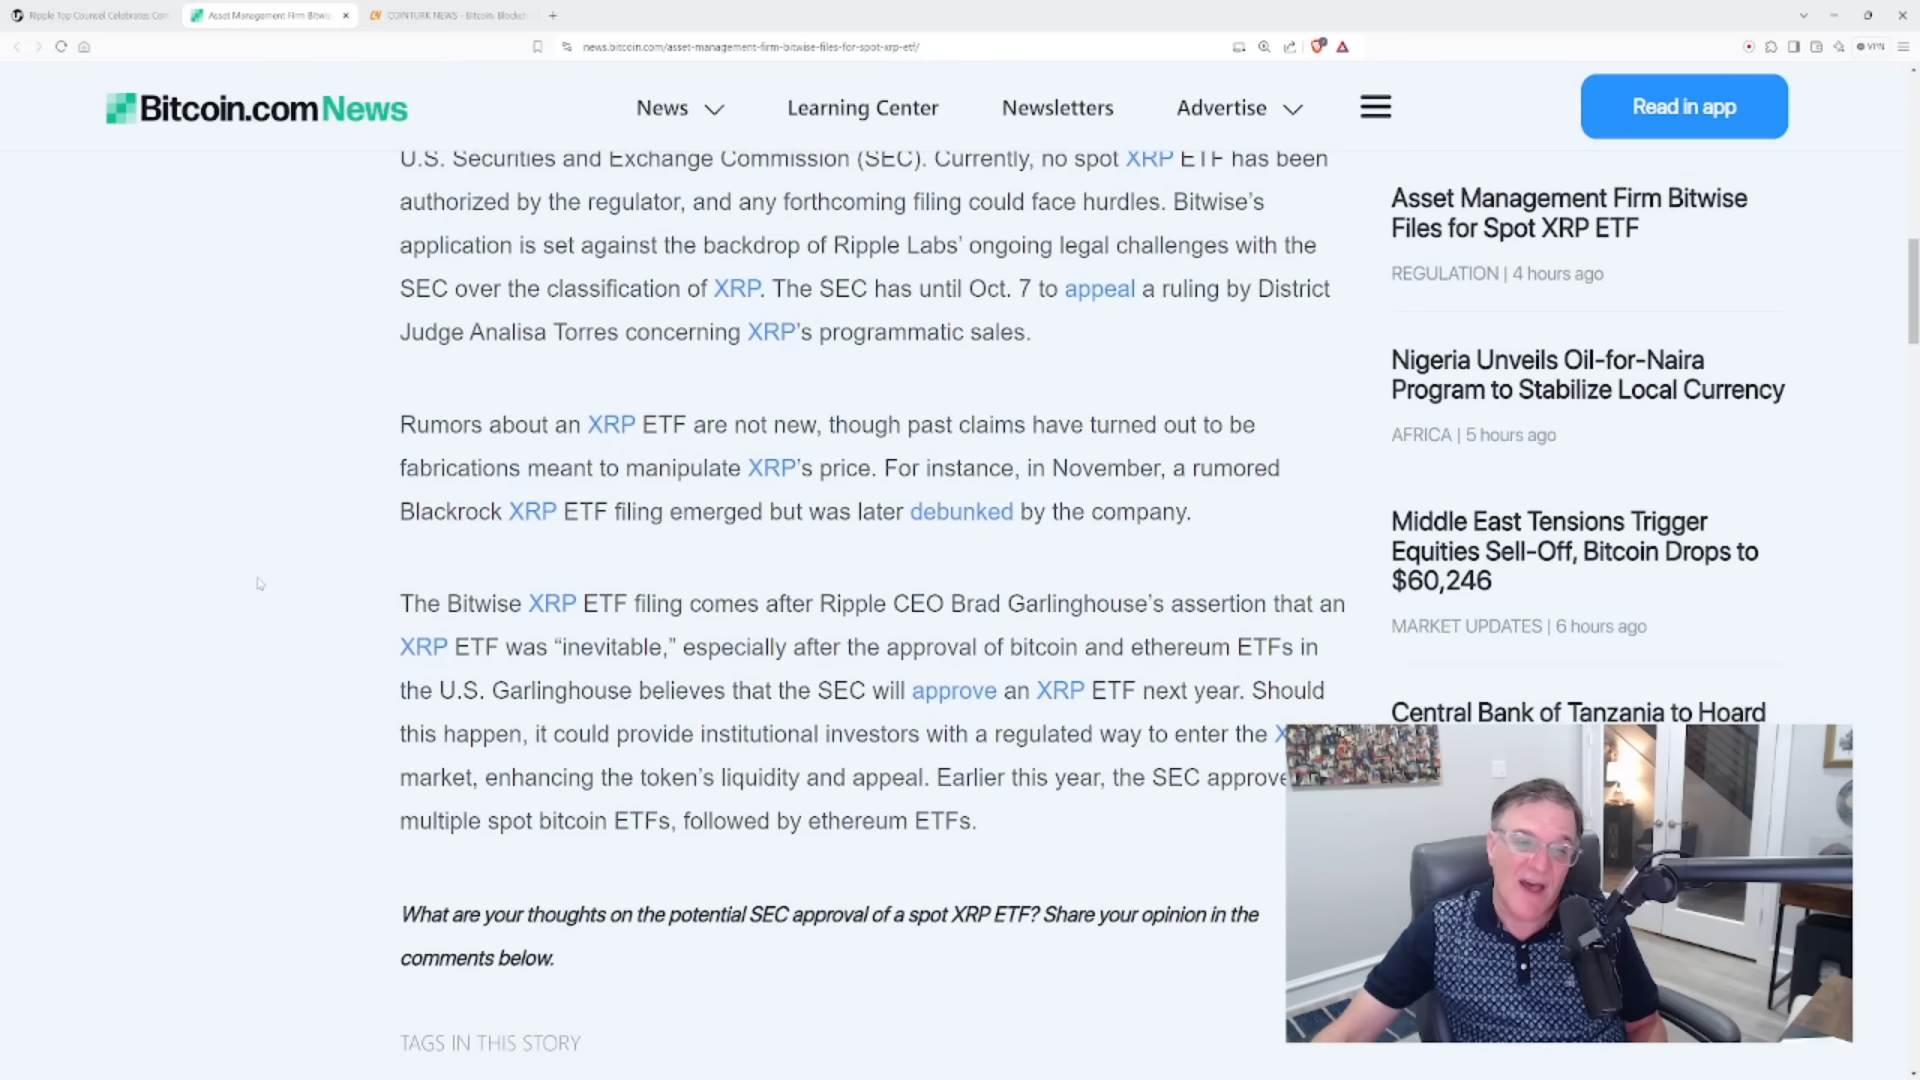 Ripple Top Counsel Celebrates Con
Asset Management Firm Bitwis
COINTURK NEWS - Bitcoin, Blockch
news.bitcoin.com/asset-management-firm-bitwise-files-for-spot-xrp-etf/
VPN
Bitcoin.com News
News
Learning Center
Newsletters
Advertise
Read in app
U.S. Securities and Exchange Commission (SEC). Currently, no spot XRP ETF has been
authorized by the regulator, and any forthcoming filing could face hurdles. Bitwise’s
application is set against the backdrop of Ripple Labs’ ongoing legal challenges with the
SEC over the classification of XRP. The SEC has until Oct. 7 to appeal a ruling by District
Judge Analisa Torres concerning XRP’s programmatic sales.
Rumors about an XRP ETF are not new, though past claims have turned out to be
fabrications meant to manipulate XRP’s price. For instance, in November, a rumored
Blackrock XRP ETF filing emerged but was later debunked by the company.
The Bitwise XRP ETF filing comes after Ripple CEO Brad Garlinghouse’s assertion that an
XRP ETF was “inevitable,” especially after the approval of bitcoin and ethereum ETFs in
the U.S. Garlinghouse believes that the SEC will approve an XRP ETF next year. Should
this happen, it could provide institutional investors with a regulated way to enter the X
market, enhancing the token’s liquidity and appeal. Earlier this year, the SEC approve
multiple spot bitcoin ETFs, followed by ethereum ETFs.
What are your thoughts on the potential SEC approval of a spot XRP ETF? Share your opinion in the
comments below.
TAGS IN THIS STORY
Asset Management Firm Bitwise
Files for Spot XRP ETF
REGULATION | 4 hours ago
Nigeria Unveils Oil-for-Naira
Program to Stabilize Local Currency
AFRICA | 5 hours ago
Middle East Tensions Trigger
Equities Sell-Off, Bitcoin Drops to
$60,246
MARKET UPDATES | 6 hours ago
Central Bank of Tanzania to Hoard